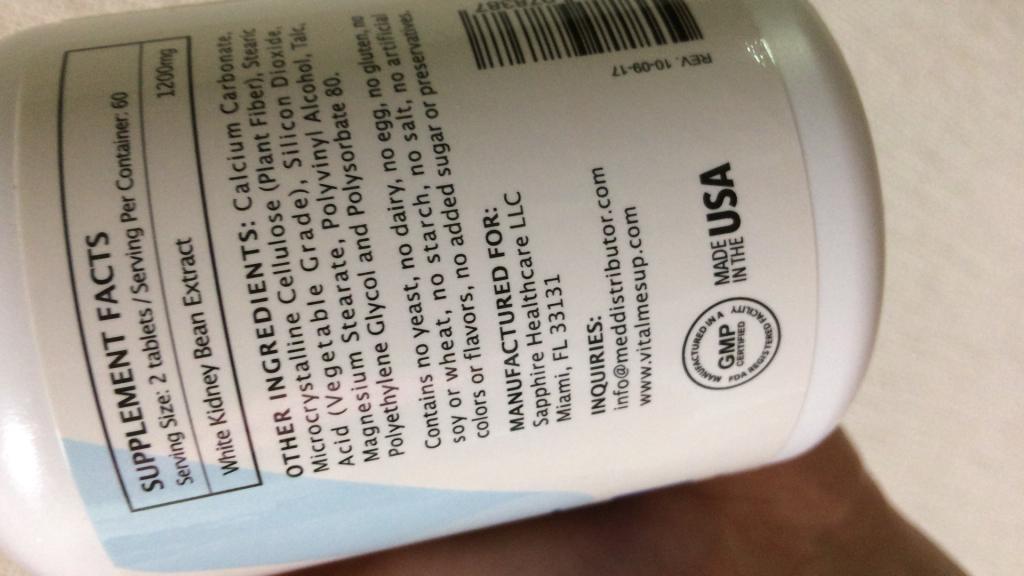 SUPPLEMENT FACTS
Serving Size: 2 tablets / Serving Per Container: 60
White Kidney Bean Extract 1200mg
OTHER INGREDIENTS: Calcium Carbonate,
Microcrystalline Cellulose (Plant Fiber), Stearic
Acid (Vegetable Grade), Silicon Dioxide,
Magnesium Stearate, Polyvinyl Alcohol, Talc,
Polyethylene Glycol and Polysorbate 80.
Contains no yeast, no dairy, no egg, no gluten, no
soy or wheat, no starch, no salt, no artificial
colors or flavors, no added sugar or preservatives.
MANUFACTURED FOR:
Sapphire Healthcare LLC
Miami, FL 33131
INQUIRIES:
info@meddistributor.com
www.vitalmesup.com
MANUFACTURED IN A
GMP
CERTIFIED
FDA REGISTERED FACILITY
MADE
IN THE USA
REV. 10-09-17